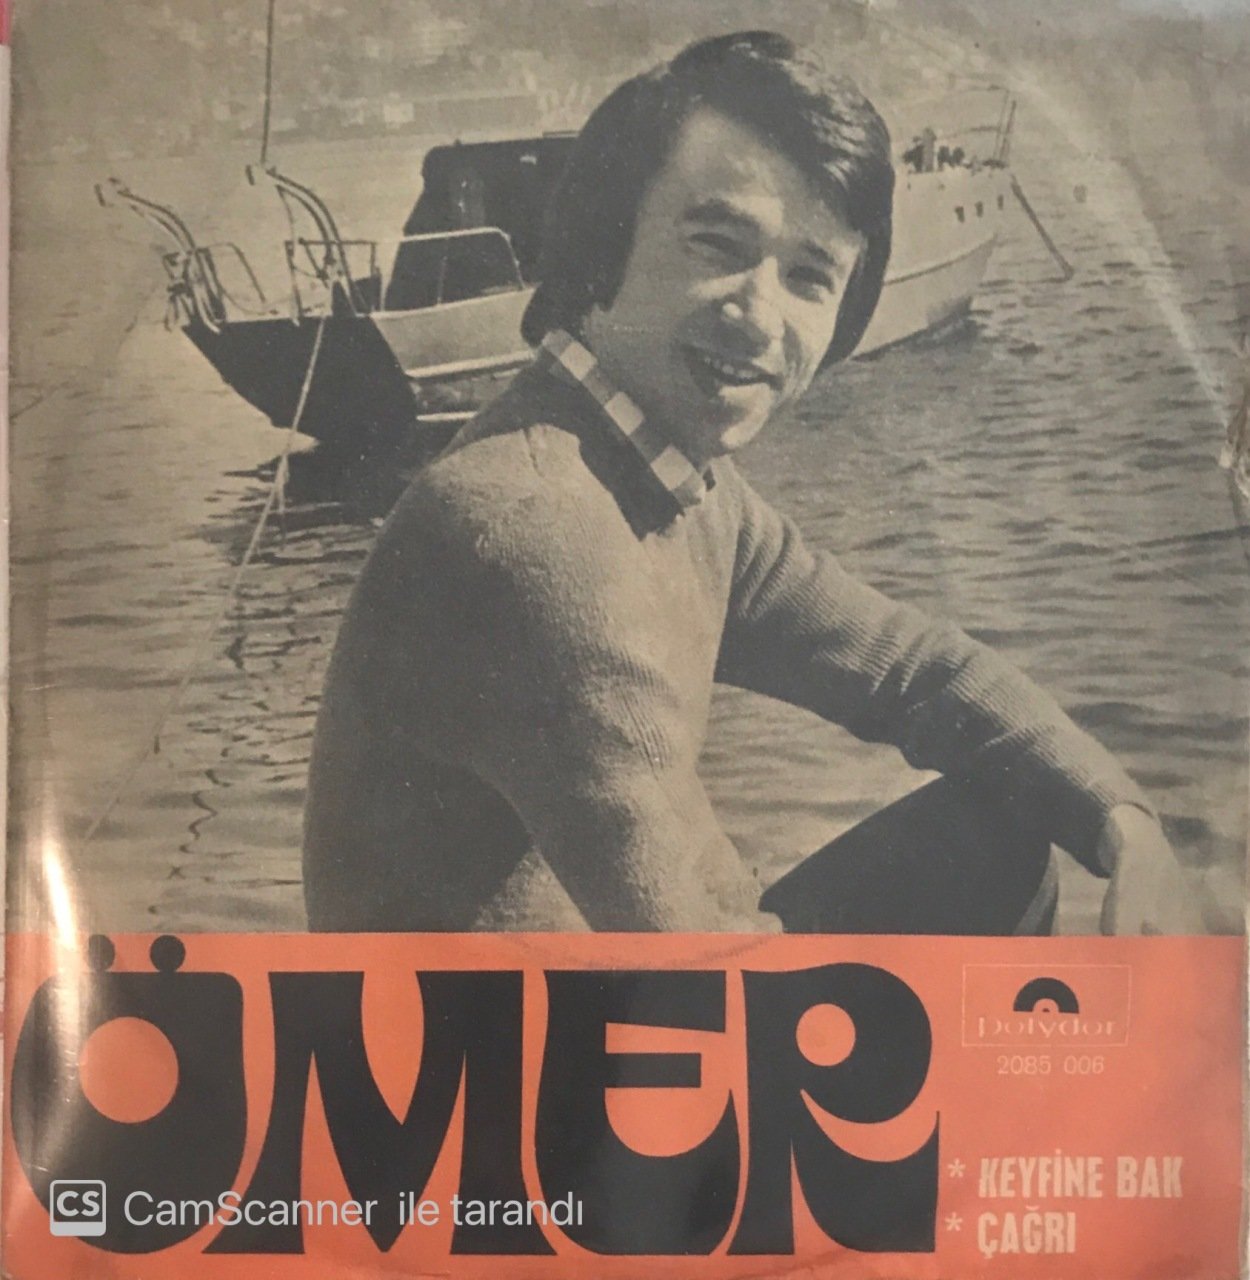 ÖMER
Polydor
2085 006
* KEYFİNE BAK
* ÇAĞRI
CS CamScanner ile tarandı